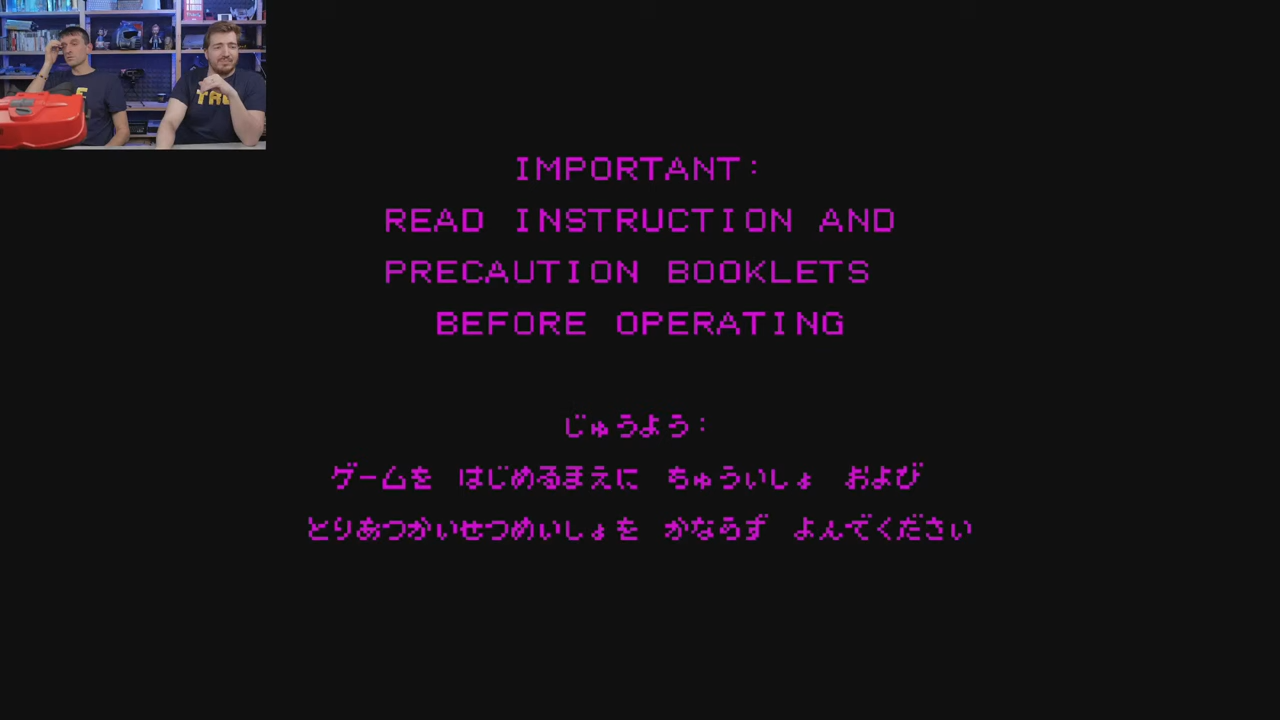 IMPORTANT:
READ INSTRUCTION AND
PRECAUTION BOOKLETS
BEFORE OPERATING
じゅうよう:
ゲームを はじめるまえに ちゅういしょ および
とりあつかいせつめいしょを かならず よんでください